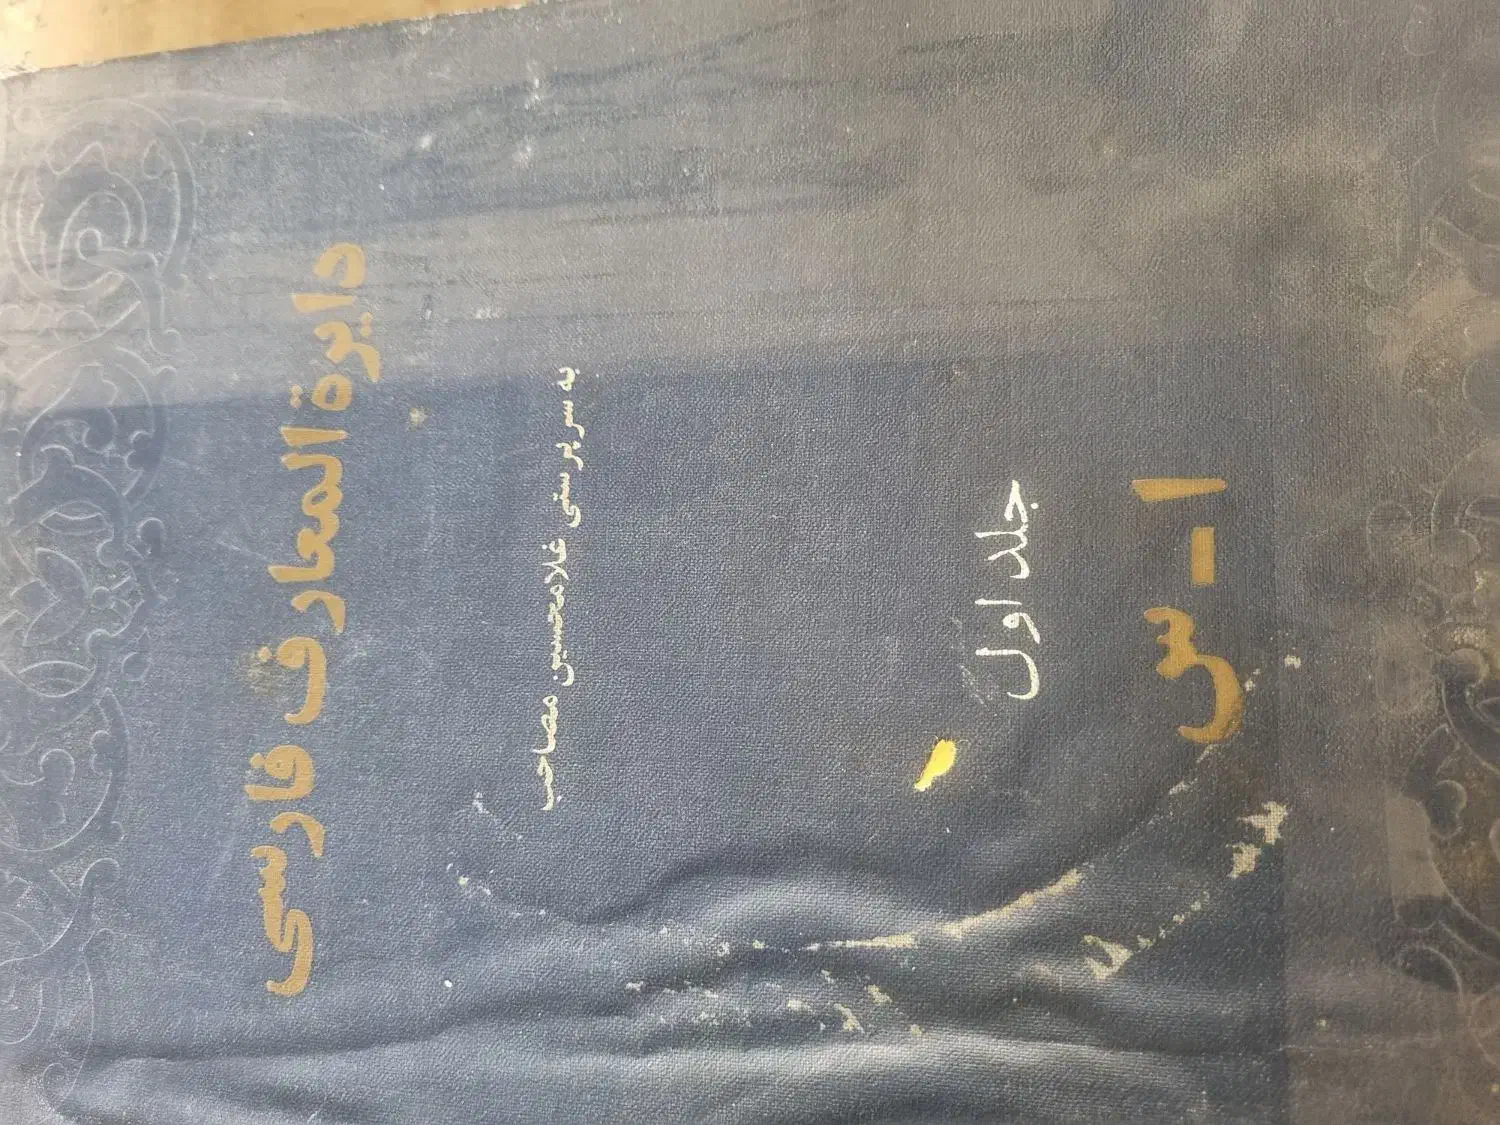 دایرة المعارف فارسی
به سرپرستی غلامحسین مصاحب
جلد اول
ا - س